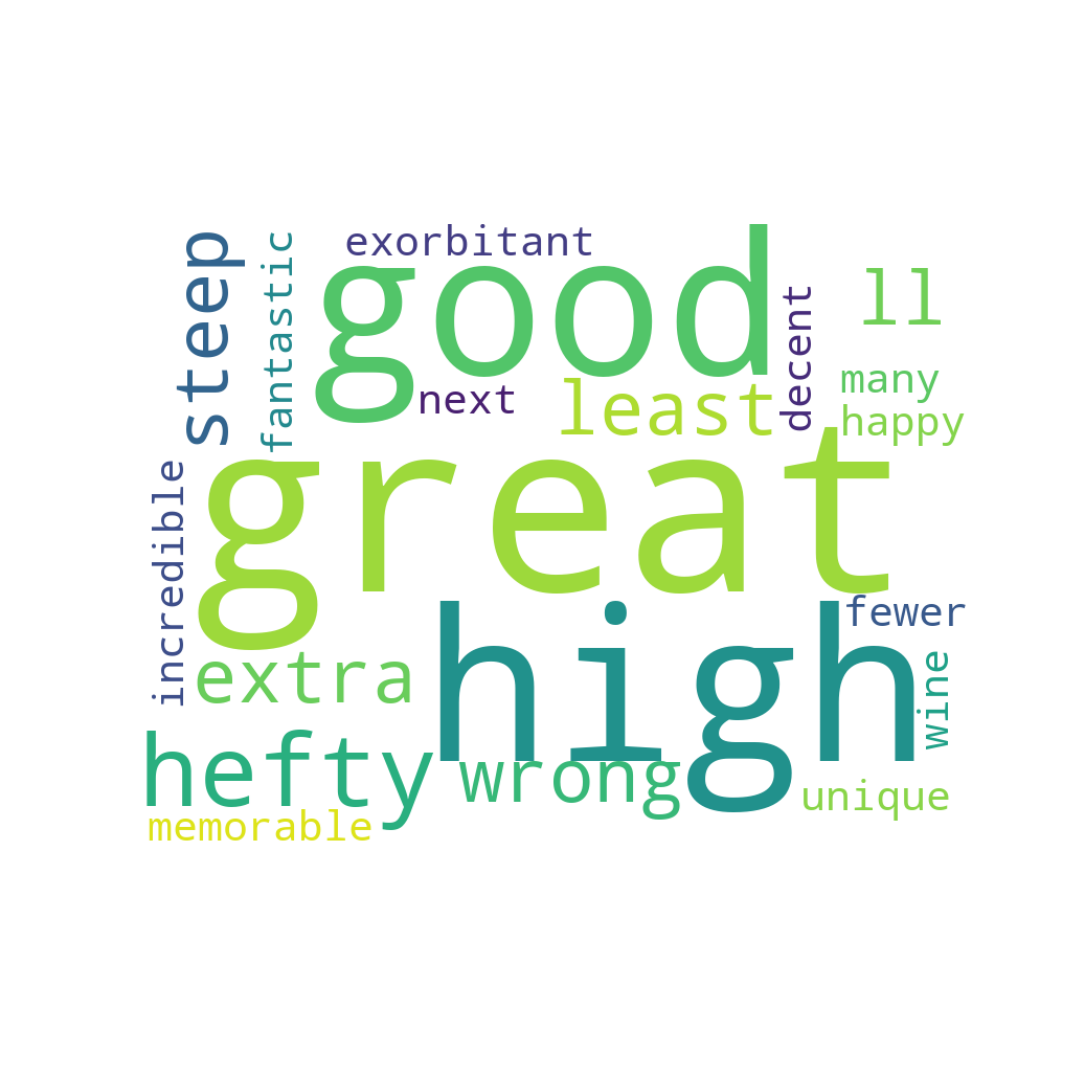 exorbitant
good
steep
fantastic
decent
ll
next
least
many
happy
great
incredible
high
fewer
extra
wine
hefty
wrong
unique
memorable